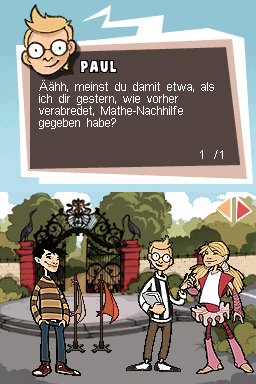 PAUL
Äähh, meinst du damit etwa, als
ich dir gestern, wie vorher
verabredet, Mathe-Nachhilfe
gegeben habe?
1 /1